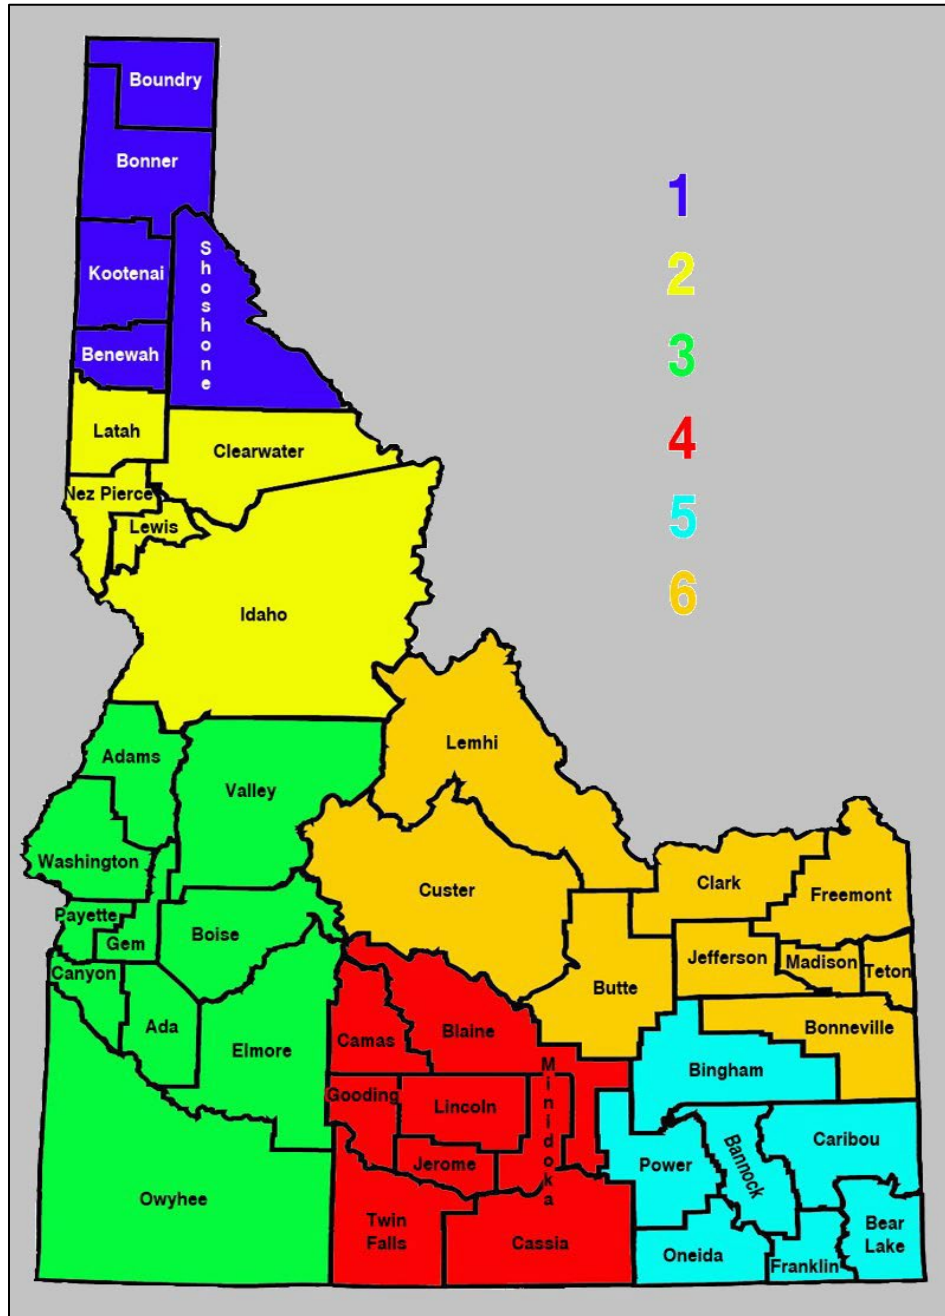 Boundry
Bonner
1
Shoshone
Kootenai
2
Benewah
3
Latah
Clearwater
4
Nez Pierce
Lewis
5
6
Idaho
Lemhi
Adams
Valley
Washington
Custer
Clark
Freemont
Payette
Gem
Boise
Canyon
Jefferson
Madison
Teton
Butte
Ada
Elmore
Camas
Blaine
Bonneville
Bingham
Minidoka
Gooding
Lincoln
Jerome
Power
Bannock
Caribou
Owyhee
Twin
Falls
Cassia
Oneida
Franklin
Bear
Lake